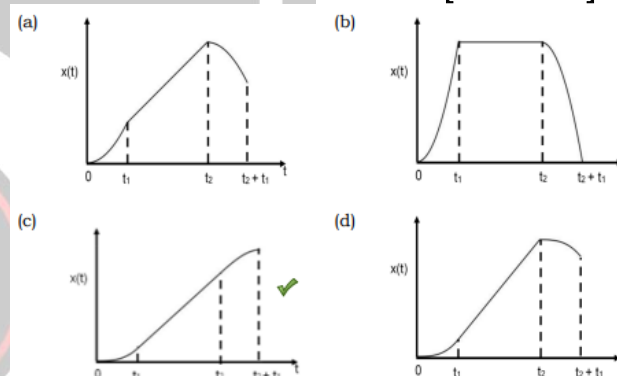 (a)
(b)
x(t)
x(t)
0 t₁ t₂ t₂ + t₁ t
0 t₁ t₂ t₂ + t₁
(c)
(d)
x(t)
x(t)
t
0 t₁ t₂ t₂ + t₁